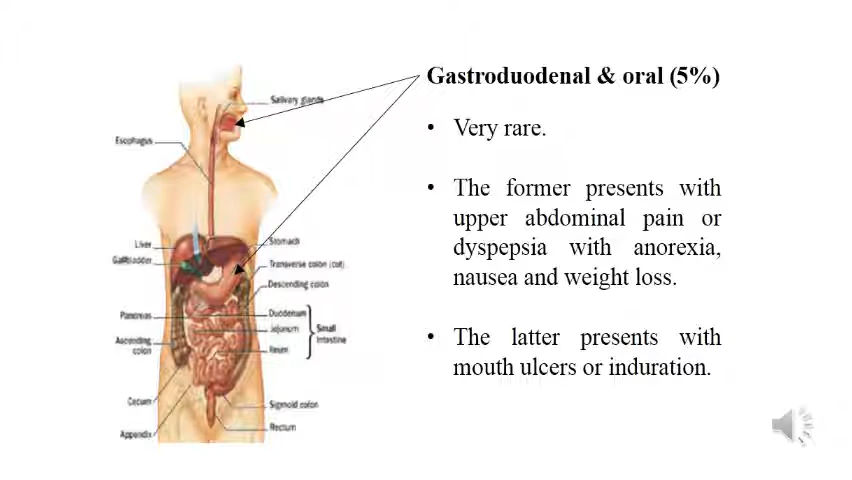 Gastroduodenal & oral (5%)
• Very rare.
• The former presents with
upper abdominal pain or
dyspepsia with anorexia,
nausea and weight loss.
• The latter presents with
mouth ulcers or induration.
Salivary glands
Esophagus
Liver
Gallbladder
Stomach
Transverse colon (cut)
Descending colon
Pancreas
Duodenum
Jejunum
Ileum
Small
Intestine
Ascending
colon
Cecum
Appendix
Sigmoid colon
Rectum